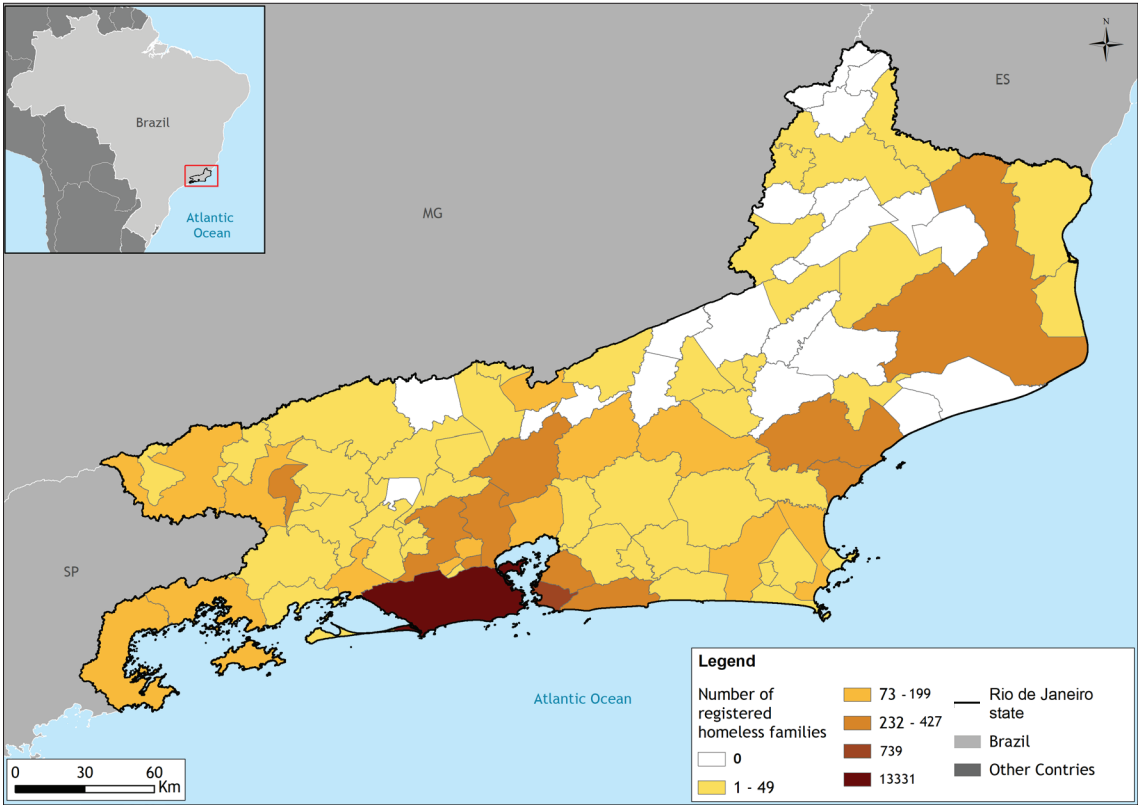 Brazil
Atlantic
Ocean
N
ES
MG
SP
Atlantic Ocean
0 30 60
Km
Legend
Number of
registered
homeless families
0
1 - 49
73 - 199
232 - 427
739
13331
Rio de Janeiro
state
Brazil
Other Contries